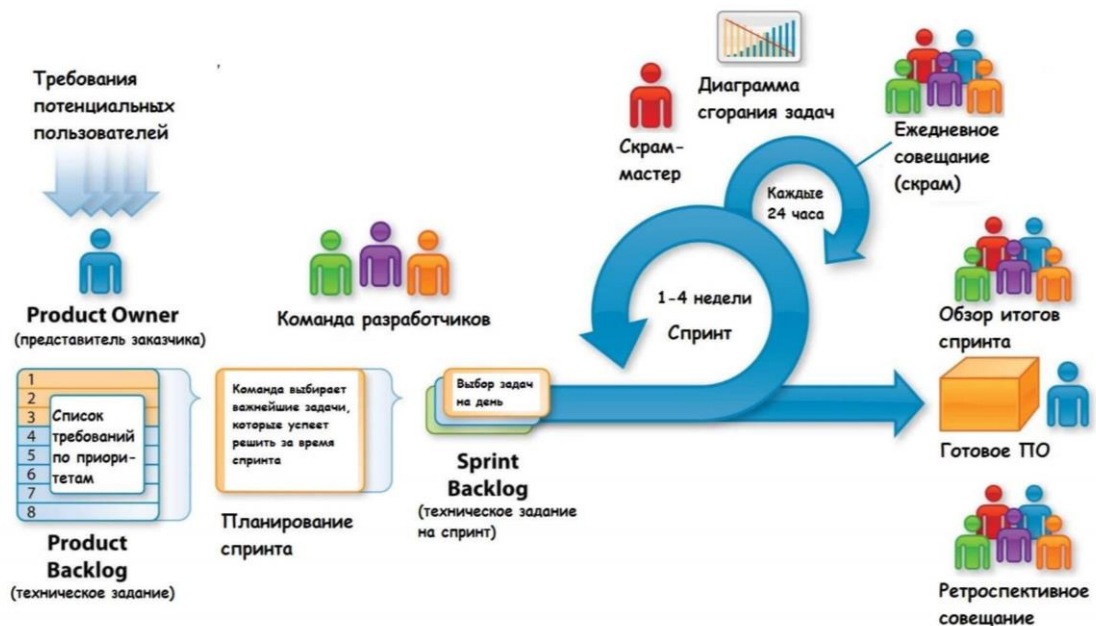 Требования
потенциальных
пользователей
Product Owner
(представитель заказчика)
1
2
3
4
5
6
7
8
Список
требований
по приори-
тетам
Product
Backlog
(техническое задание)
Команда разработчиков
Команда выбирает
важнейшие задачи,
которые успеет
решить за время
спринта
Планирование
спринта
Выбор задач
на день
Sprint
Backlog
(техническое задание
на спринт)
Скрам-
мастер
Диаграмма
сгорания задач
Ежедневное
совещание
(скрам)
Каждые
24 часа
1-4 недели
Спринт
Обзор итогов
спринта
Готовое ПО
Ретроспективное
совещание